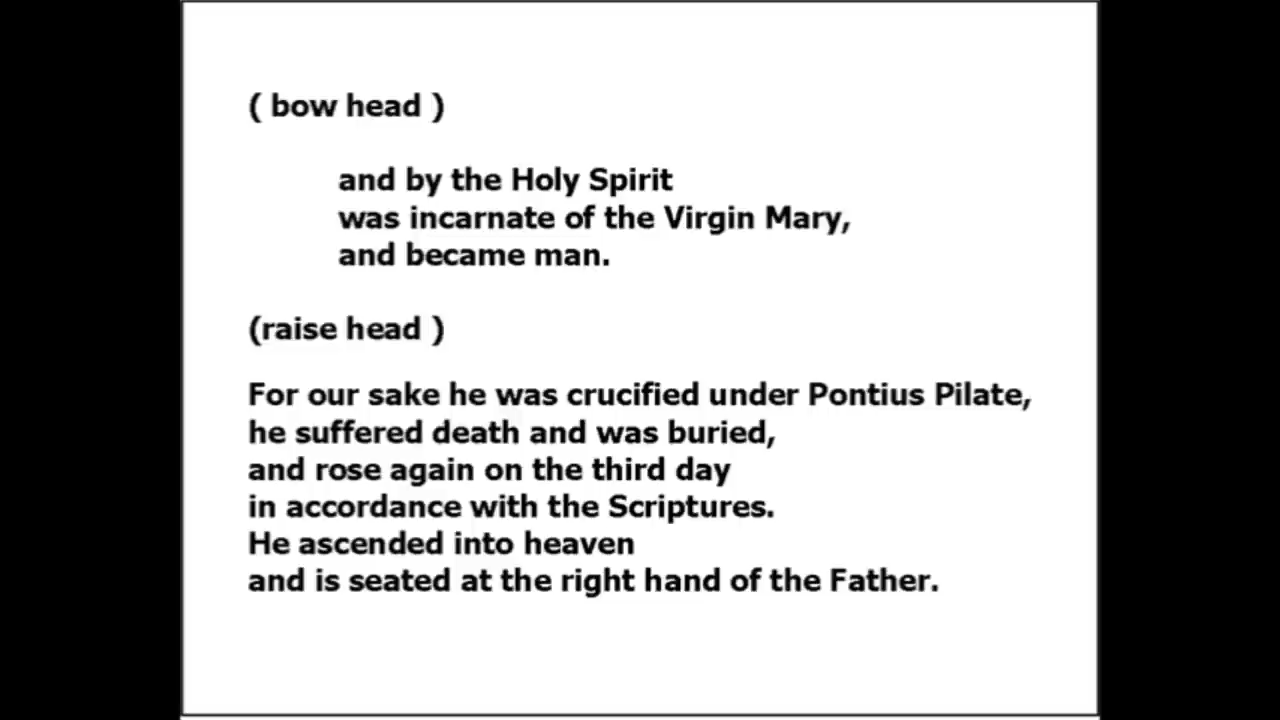 ( bow head )
and by the Holy Spirit
was incarnate of the Virgin Mary,
and became man.
(raise head )
For our sake he was crucified under Pontius Pilate,
he suffered death and was buried,
and rose again on the third day
in accordance with the Scriptures.
He ascended into heaven
and is seated at the right hand of the Father.